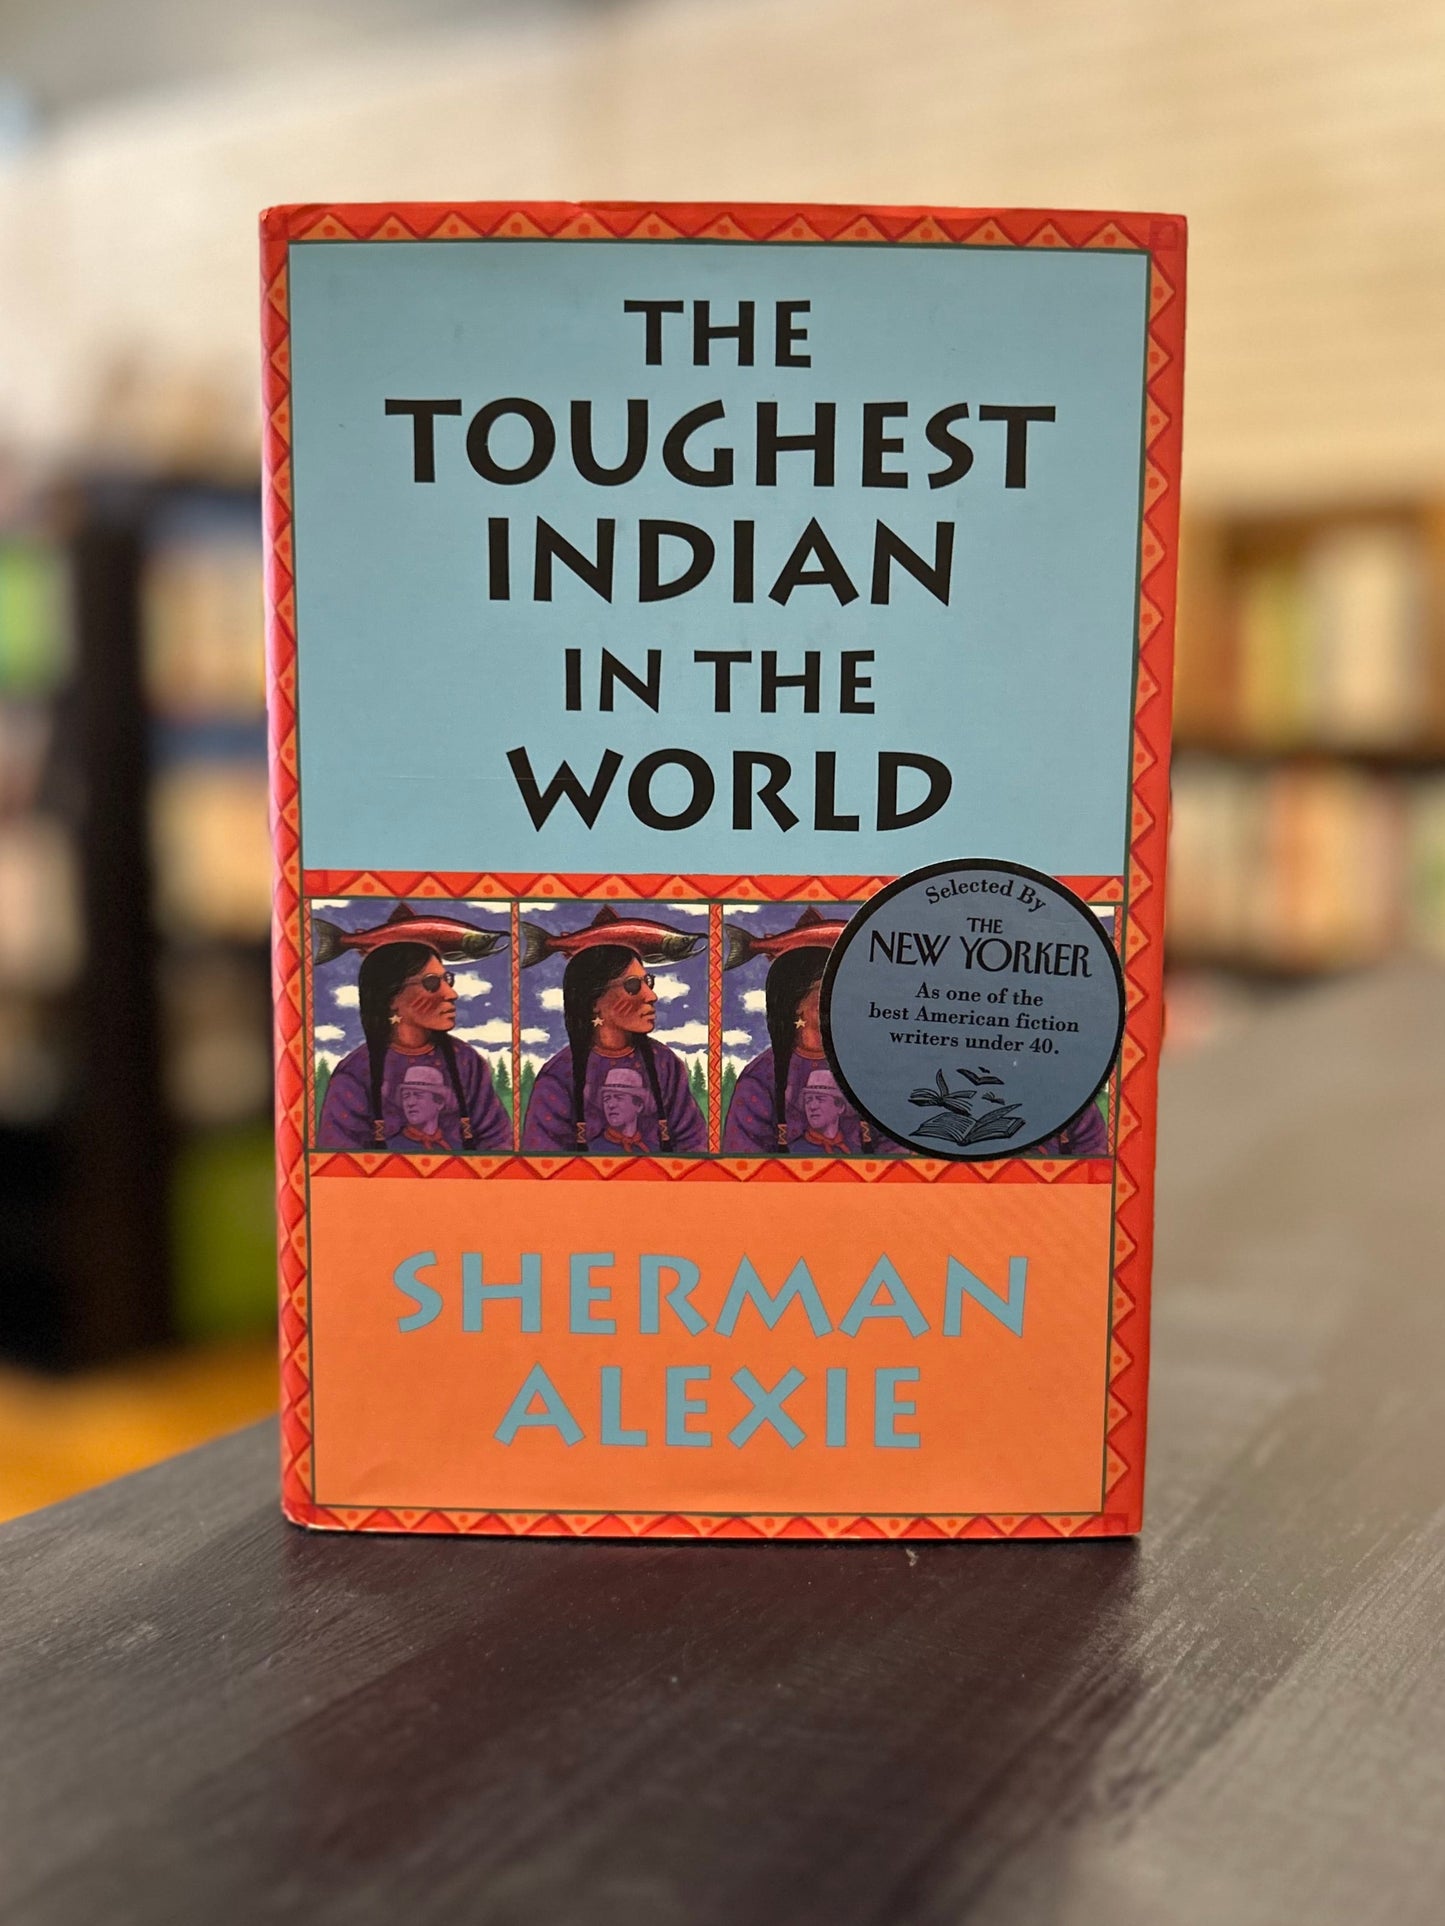 THE
TOUGHEST
INDIAN
IN THE
WORLD
Selected By
THE
NEW YORKER
As one of the
best American fiction
writers under 40.
SHERMAN
ALEXIE